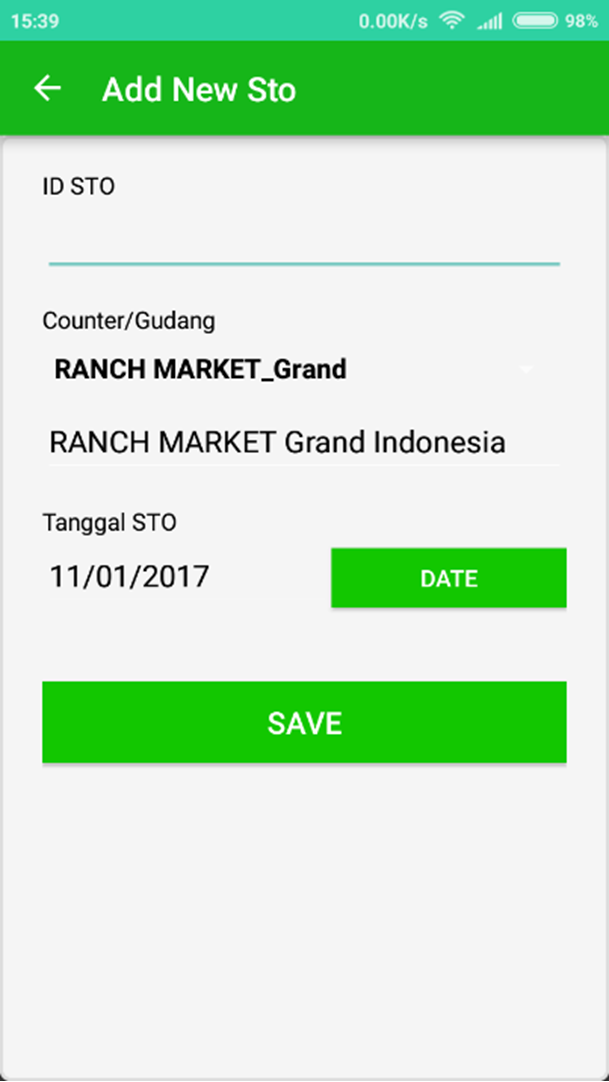 15:39 0.00K/s 98%
Add New Sto
ID STO
Counter/Gudang
RANCH MARKET_Grand
RANCH MARKET Grand Indonesia
Tanggal STO
11/01/2017 DATE
SAVE